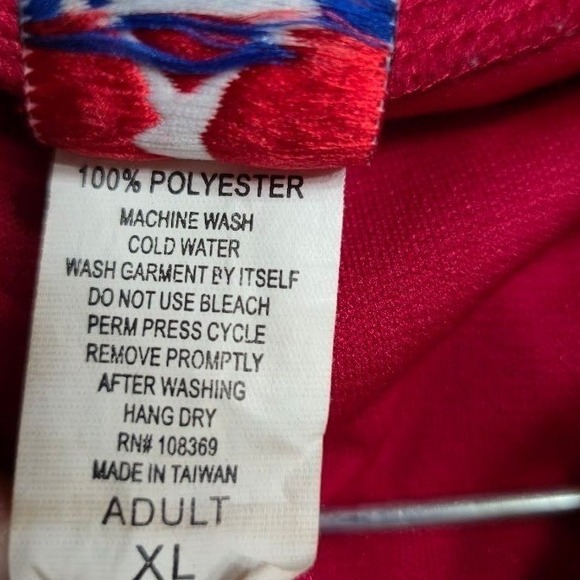 100% POLYESTER
MACHINE WASH
COLD WATER
WASH GARMENT BY ITSELF
DO NOT USE BLEACH
PERM PRESS CYCLE
REMOVE PROMPTLY
AFTER WASHING
HANG DRY
RN# 108369
MADE IN TAIWAN
ADULT
XL